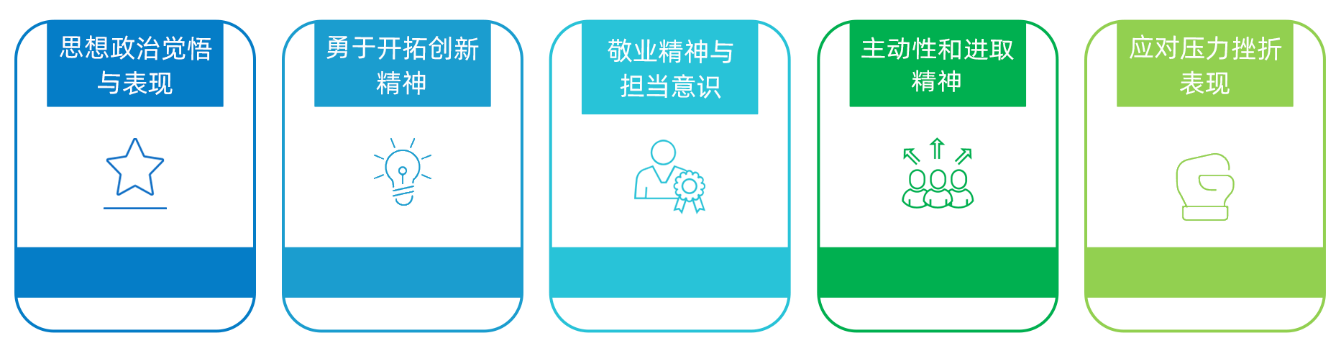 思想政治觉悟
与表现
勇于开拓创新
精神
敬业精神与
担当意识
主动性和进取
精神
应对压力挫折
表现